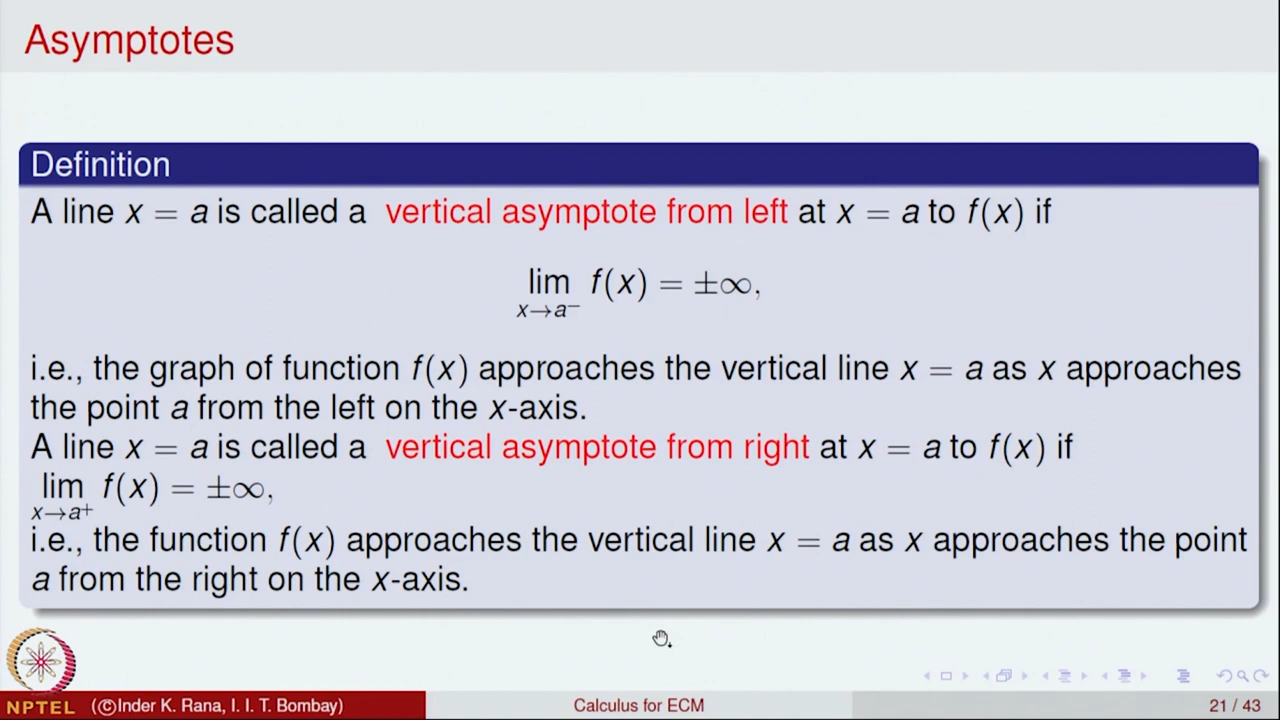 Asymptotes
Definition
A line x = a is called a vertical asymptote from left at x = a to f(x) if
lim f(x) = ±∞,
x→a⁻
i.e., the graph of function f(x) approaches the vertical line x = a as x approaches
the point a from the left on the x-axis.
A line x = a is called a vertical asymptote from right at x = a to f(x) if
lim f(x) = ±∞,
x→a⁺
i.e., the function f(x) approaches the vertical line x = a as x approaches the point
a from the right on the x-axis.
NPTEL (©Inder K. Rana, I. I. T. Bombay) Calculus for ECM 21 / 43